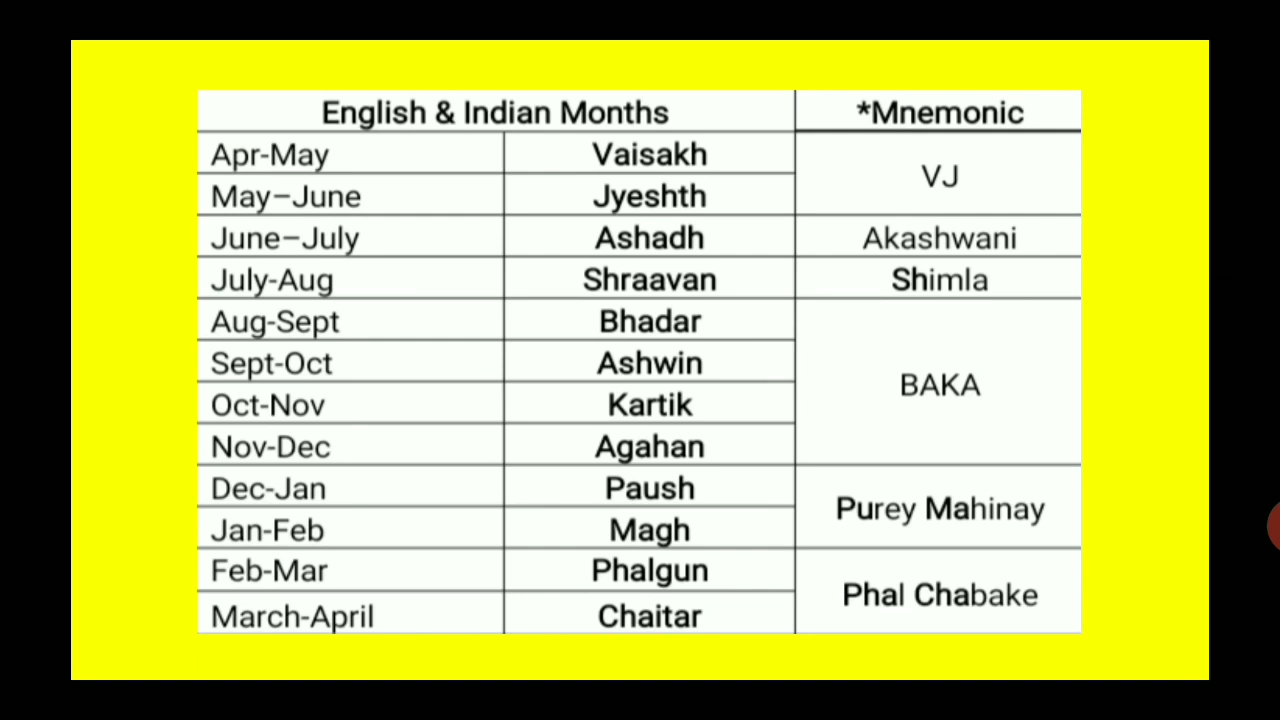 English & Indian Months *Mnemonic
Apr-May Vaisakh VJ
May–June Jyeshth
June–July Ashadh Akashwani
July-Aug Shraavan Shimla
Aug-Sept Bhadar BAKA
Sept-Oct Ashwin
Oct-Nov Kartik
Nov-Dec Agahan
Dec-Jan Paush Purey Mahinay
Jan-Feb Magh
Feb-Mar Phalgun Phal Chabake
March-April Chaitar